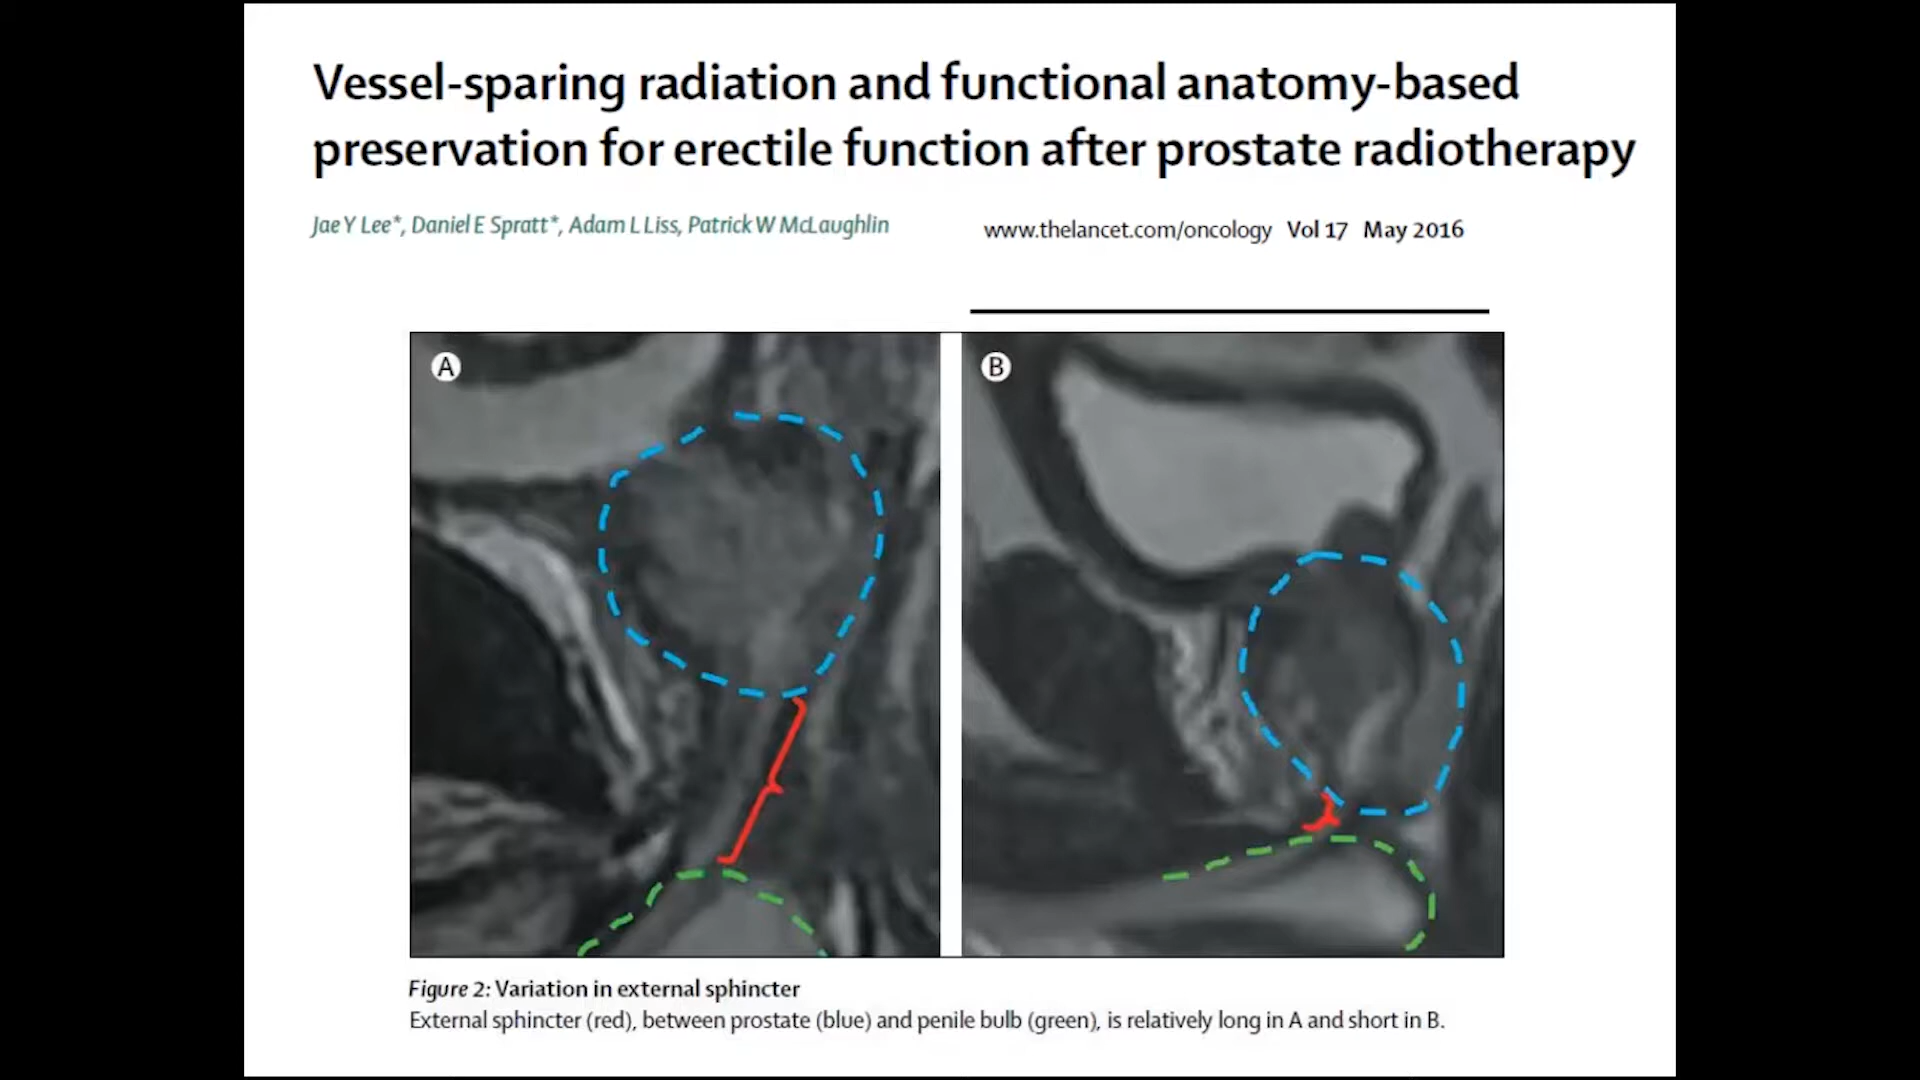 Vessel-sparing radiation and functional anatomy-based
preservation for erectile function after prostate radiotherapy
Jae Y Lee*, Daniel E Spratt*, Adam L Liss, Patrick W McLaughlin
www.thelancet.com/oncology Vol 17 May 2016
A
B
Figure 2: Variation in external sphincter
External sphincter (red), between prostate (blue) and penile bulb (green), is relatively long in A and short in B.